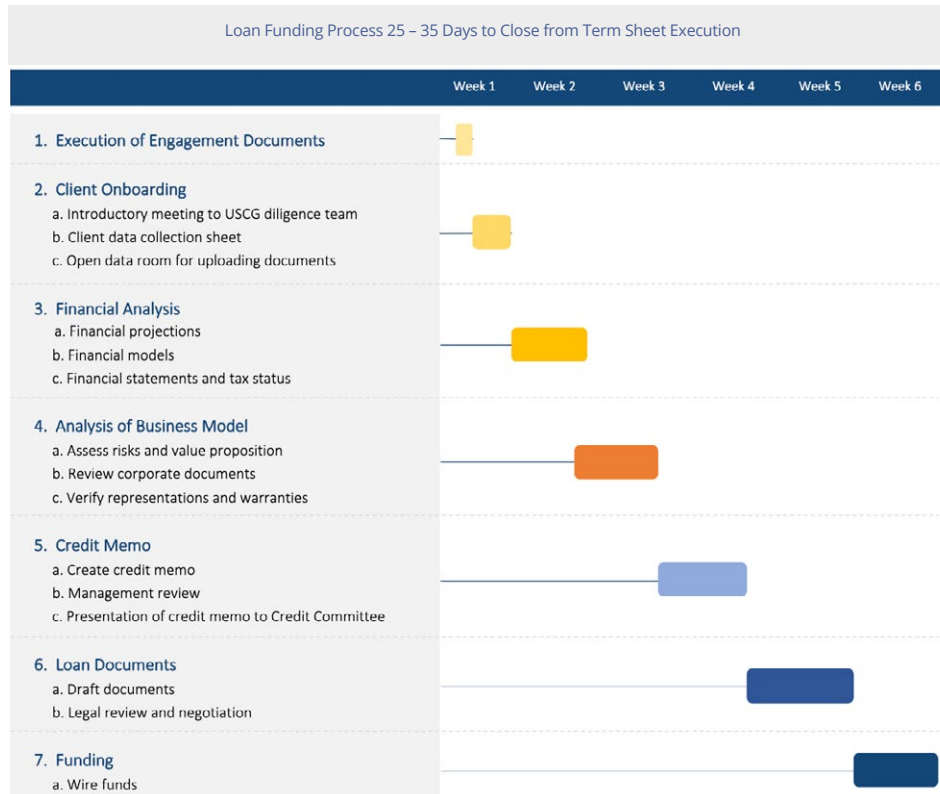 Loan Funding Process 25 – 35 Days to Close from Term Sheet Execution
Week 1 Week 2 Week 3 Week 4 Week 5 Week 6
1. Execution of Engagement Documents
2. Client Onboarding
a. Introductory meeting to USCG diligence team
b. Client data collection sheet
c. Open data room for uploading documents
3. Financial Analysis
a. Financial projections
b. Financial models
c. Financial statements and tax status
4. Analysis of Business Model
a. Assess risks and value proposition
b. Review corporate documents
c. Verify representations and warranties
5. Credit Memo
a. Create credit memo
b. Management review
c. Presentation of credit memo to Credit Committee
6. Loan Documents
a. Draft documents
b. Legal review and negotiation
7. Funding
a. Wire funds